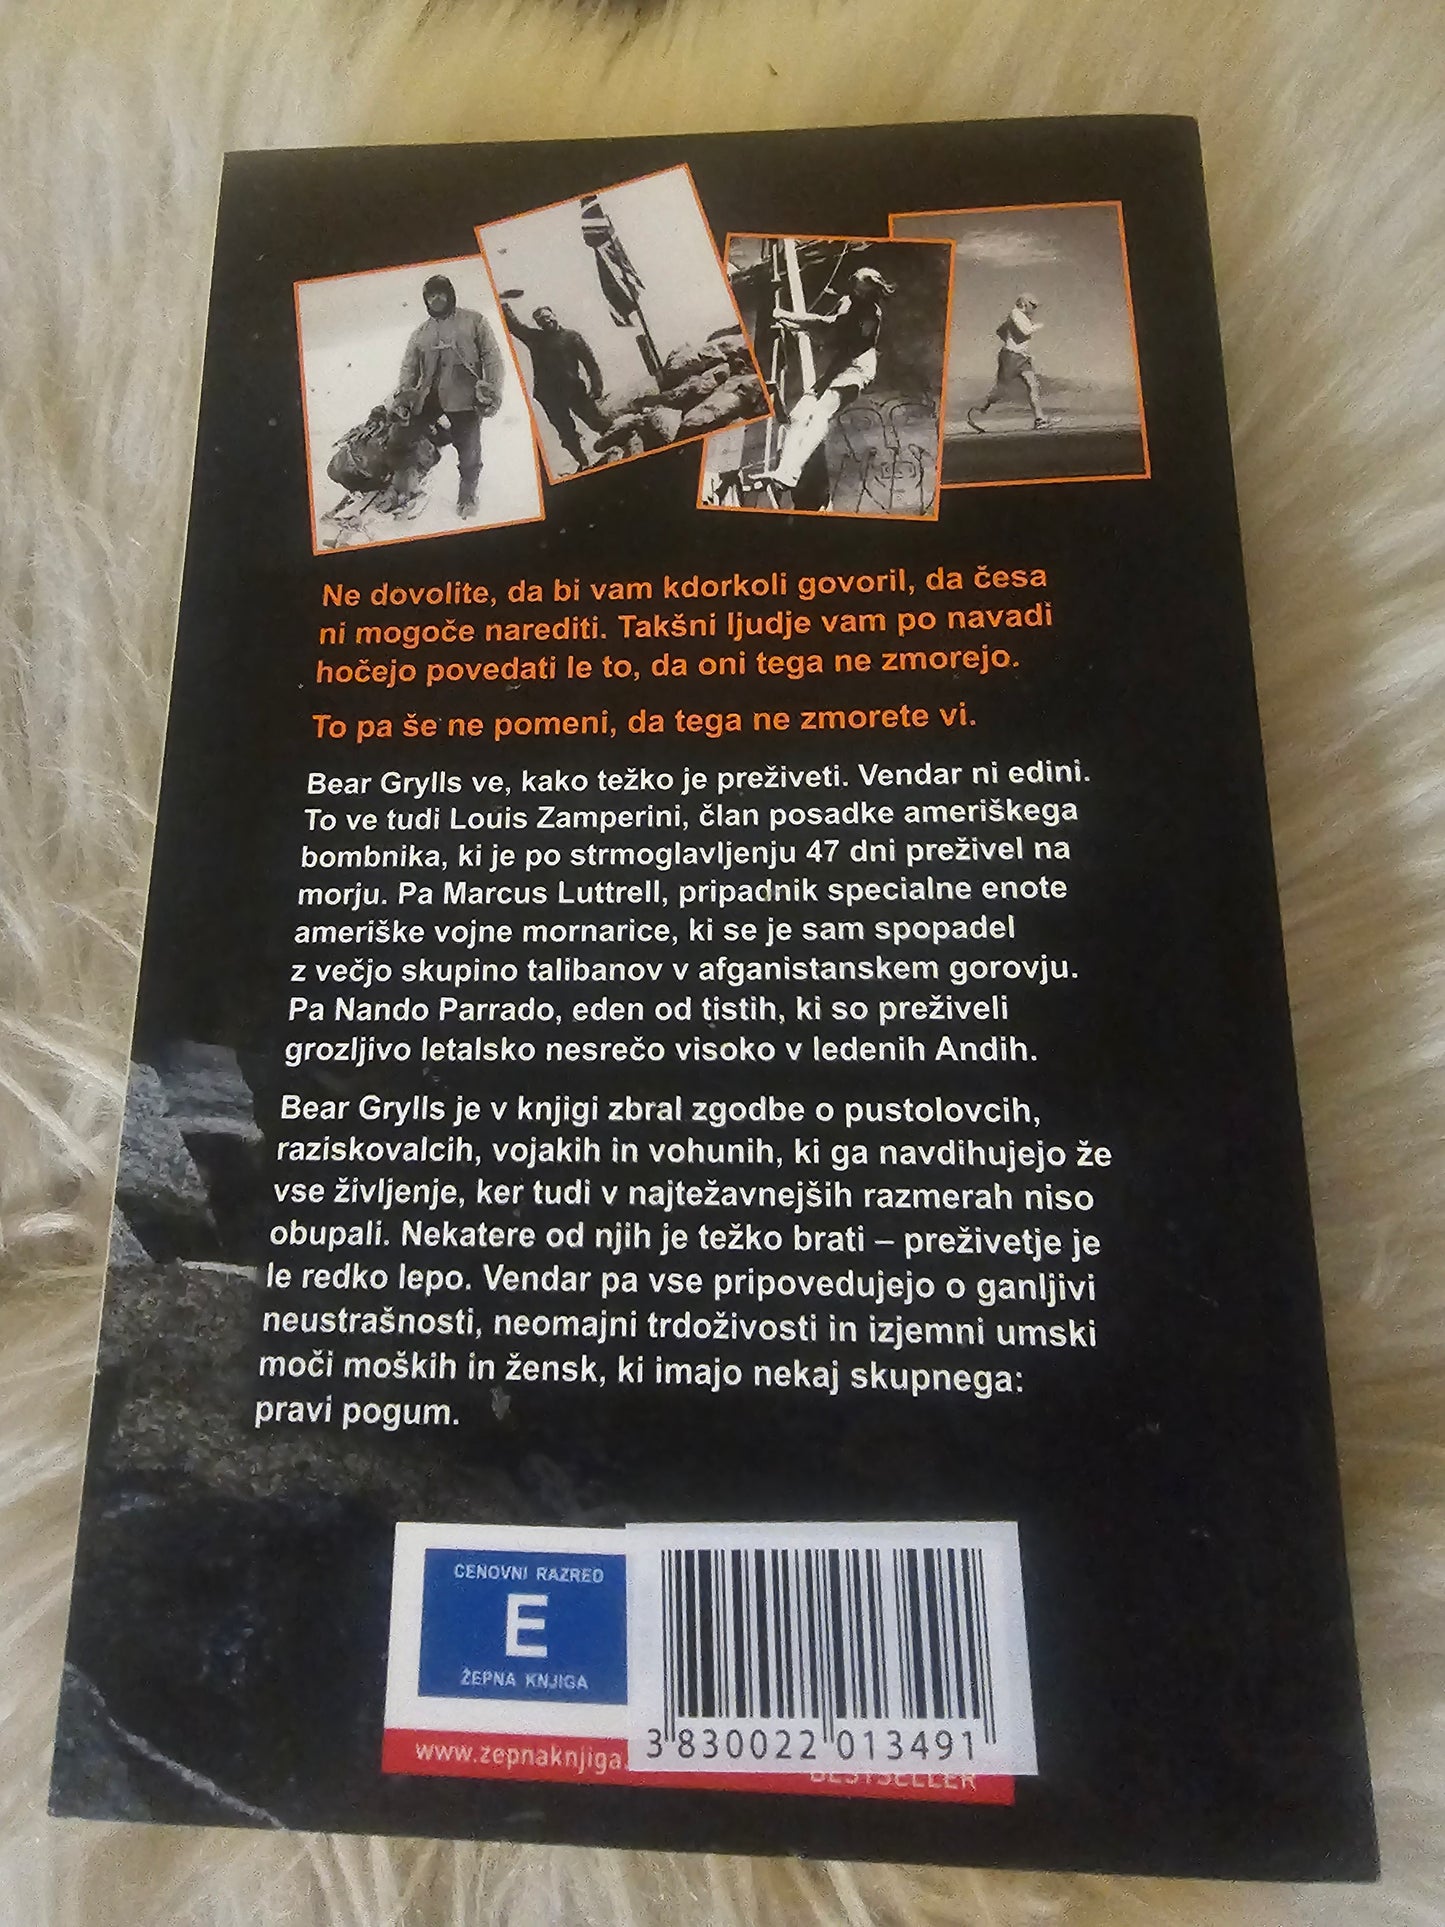 Ne dovolite, da bi vam kdorkoli govoril, da česa
ni mogoče narediti. Takšni ljudje vam po navadi
hočejo povedati le to, da oni tega ne zmorejo.
To pa še ne pomeni, da tega ne zmorete vi.
Bear Grylls ve, kako težko je preživeti. Vendar ni edini.
To ve tudi Louis Zamperini, član posadke ameriškega
bombnika, ki je po strmoglavljenju 47 dni preživel na
morju. Pa Marcus Luttrell, pripadnik specialne enote
ameriške vojne mornarice, ki se je sam spopadel
z večjo skupino talibanov v afganistanskem gorovju.
Pa Nando Parrado, eden od tistih, ki so preživeli
grozljivo letalsko nesrečo visoko v ledenih Andih.
Bear Grylls je v knjigi zbral zgodbe o pustolovcih,
raziskovalcih, vojakih in vohunih, ki ga navdihujejo že
vse življenje, ker tudi v najtežavnejših razmerah niso
obupali. Nekatere od njih je težko brati – preživetje je
le redko lepo. Vendar pa vse pripovedujejo o ganljivi
neustrašnosti, neomajni trdoživosti in izjemni umski
moči moških in žensk, ki imajo nekaj skupnega:
pravi pogum.
CENOVNI RAZRED
E
ŽEPNA KNJIGA
3 830022 013491
www.zepnaknjiga.
BESTSELLER